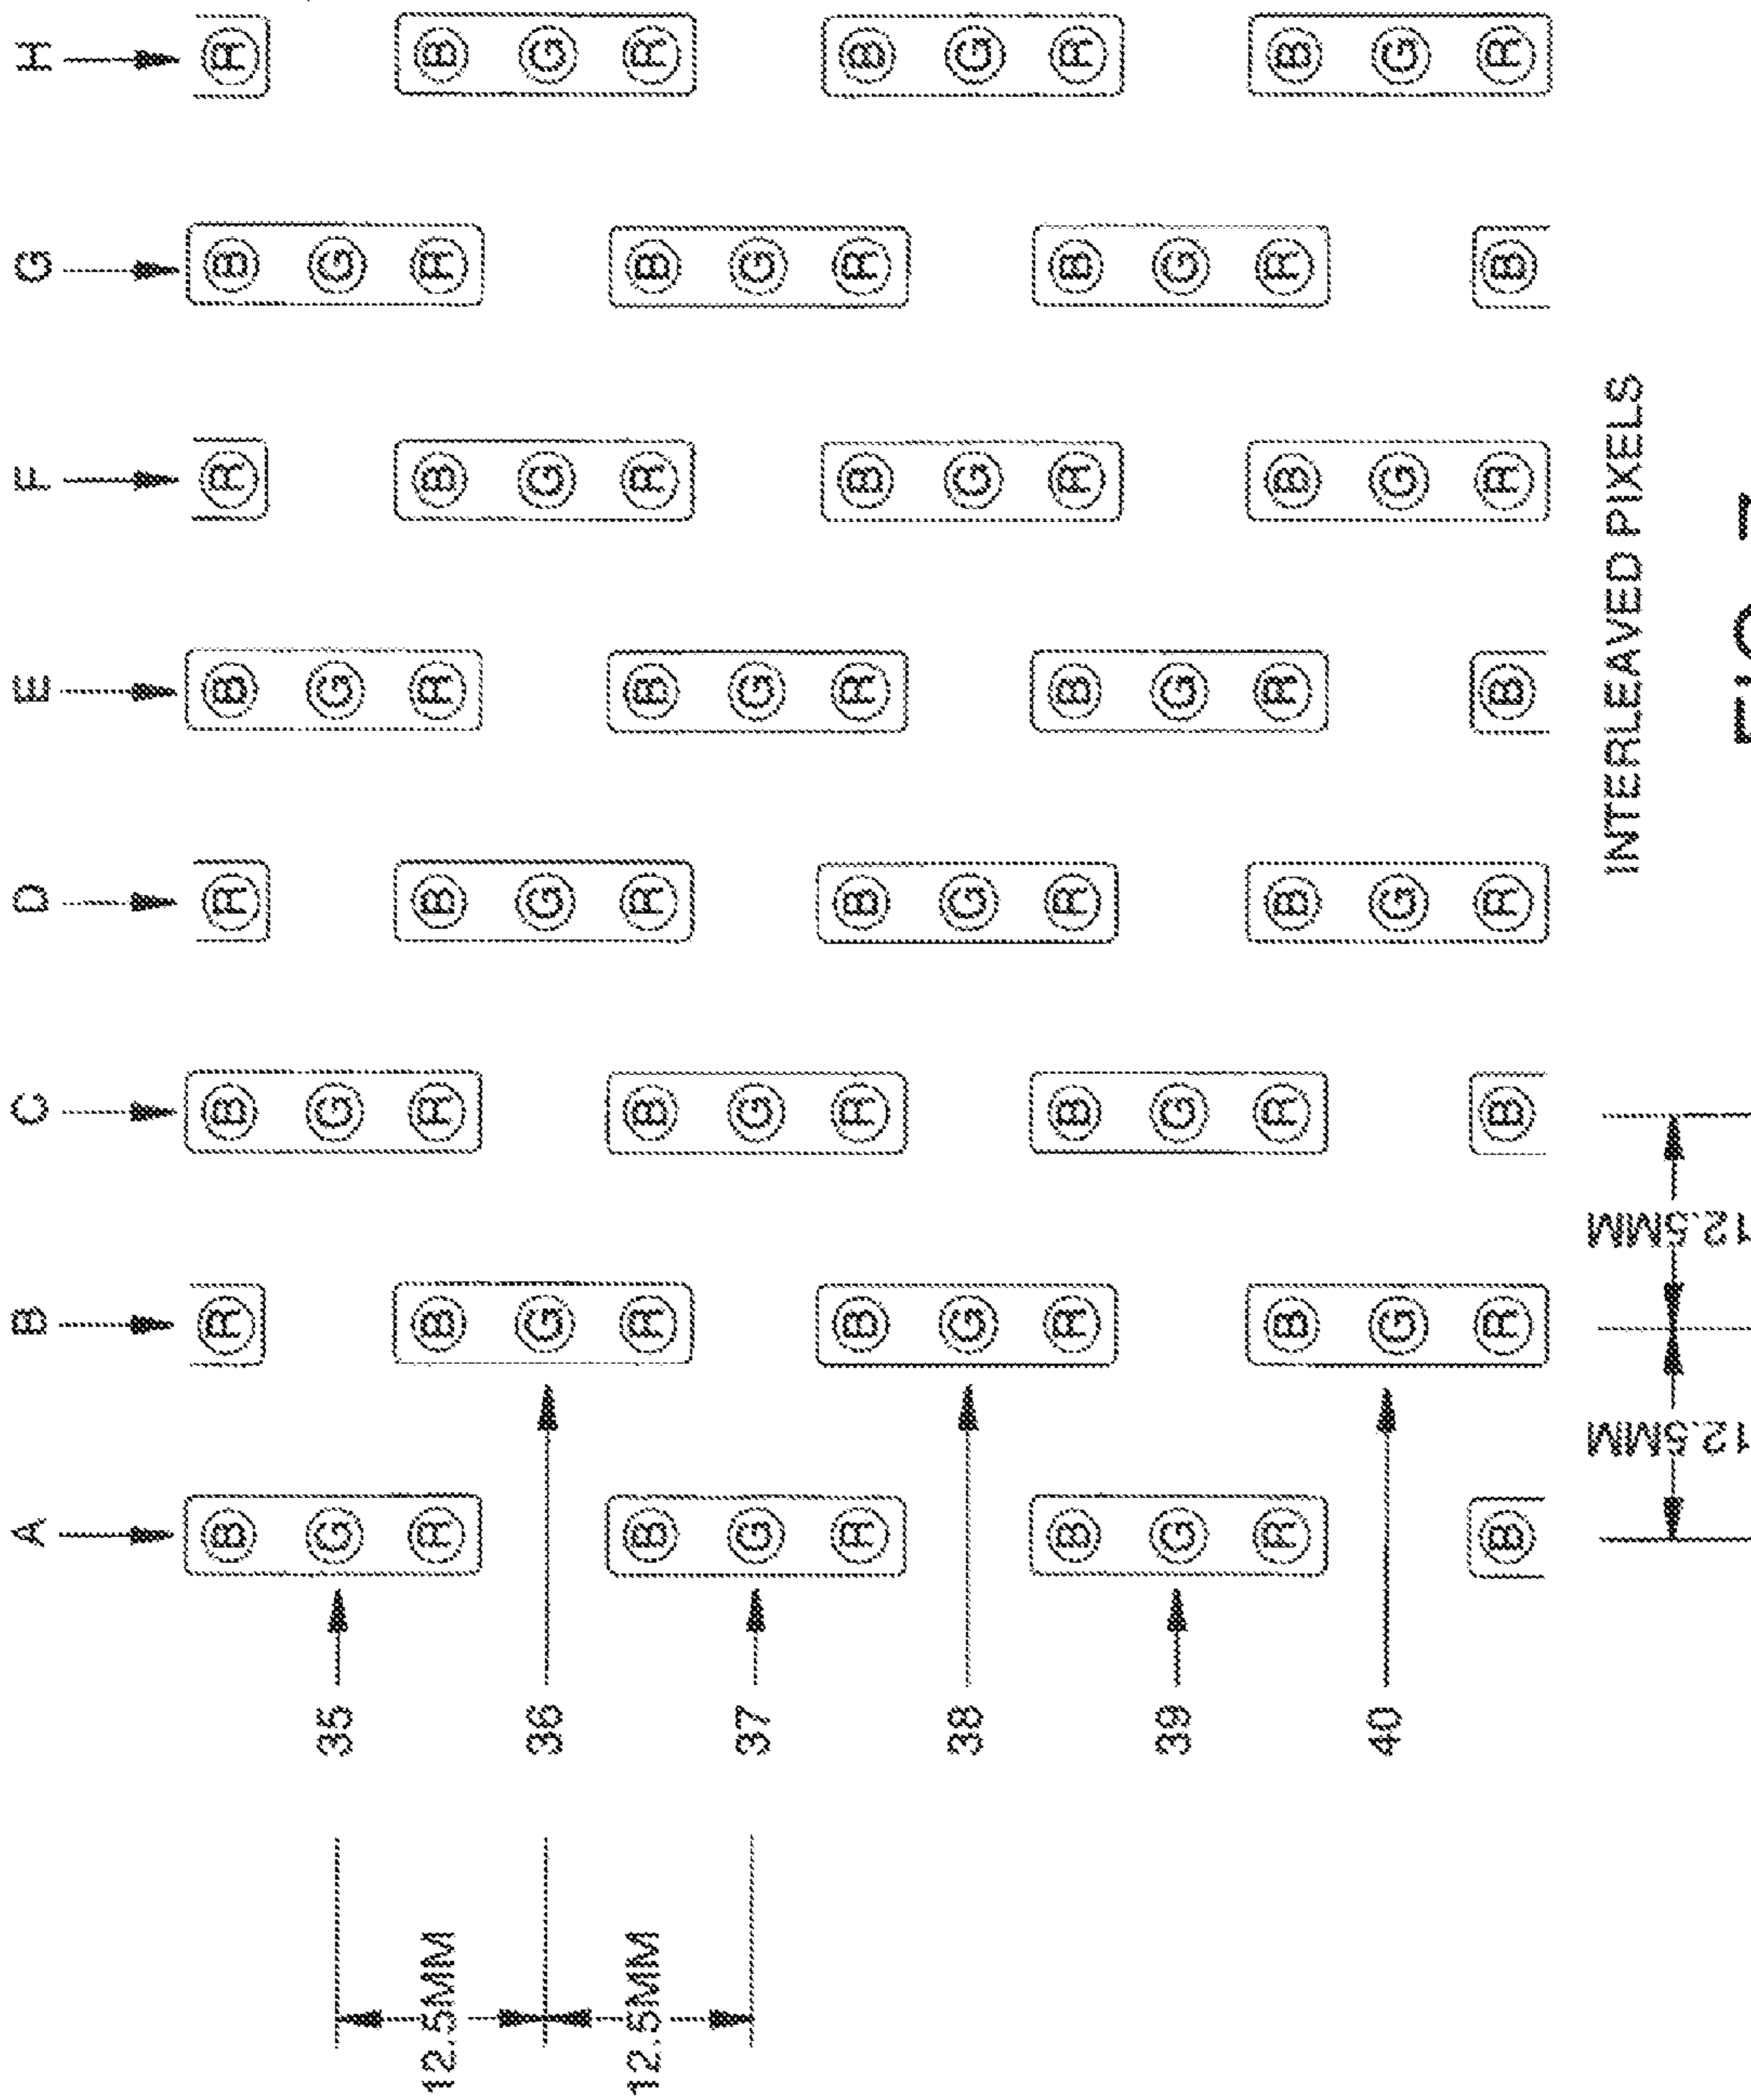 A B C D E F G H
B R B R B R B R
35 G G G G
12.5MM R B R B R B R B
36 G G G G
12.5MM B R B R B R B R
37 G G G G
R B R B R B R B
38 G G G G
B R B R B R B R
39 G G G G
R B R B R B R B
40 G G G G
B R B R B R B R
12.5MM 12.5MM INTERLEAVED PIXELS